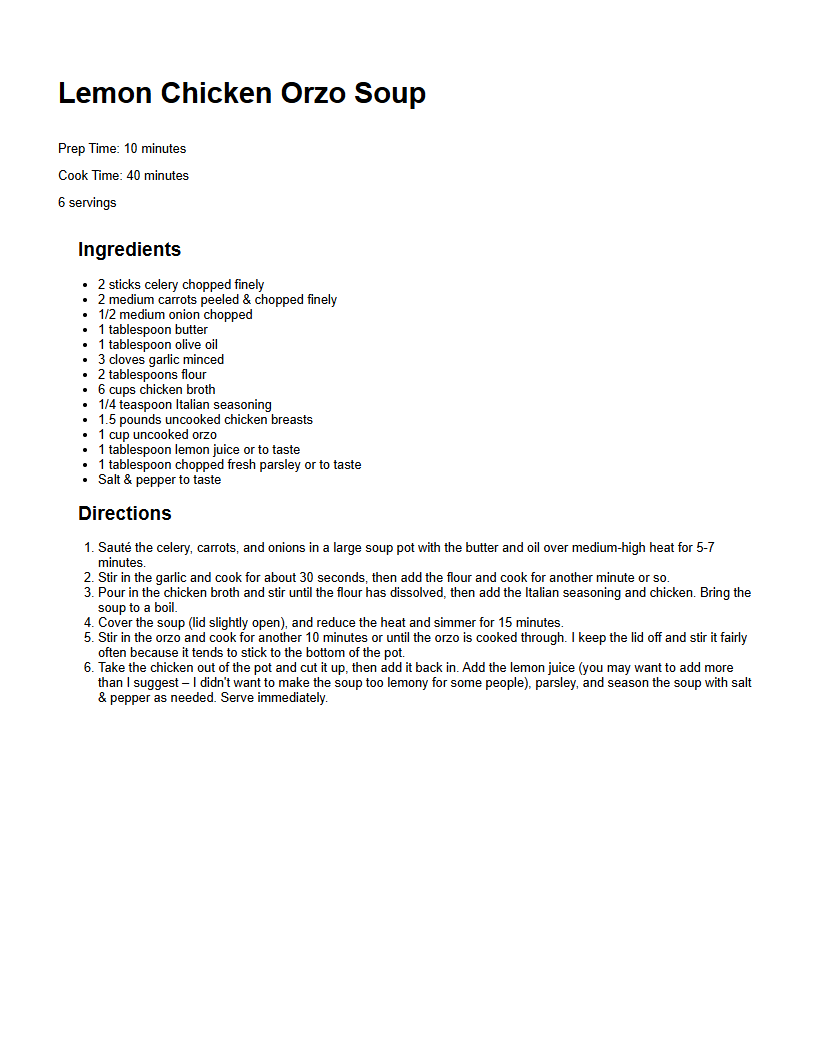 Lemon Chicken Orzo Soup
Prep Time: 10 minutes
Cook Time: 40 minutes
6 servings
Ingredients
• 2 sticks celery chopped finely
• 2 medium carrots peeled & chopped finely
• 1/2 medium onion chopped
• 1 tablespoon butter
• 1 tablespoon olive oil
• 3 cloves garlic minced
• 2 tablespoons flour
• 6 cups chicken broth
• 1/4 teaspoon Italian seasoning
• 1.5 pounds uncooked chicken breasts
• 1 cup uncooked orzo
• 1 tablespoon lemon juice or to taste
• 1 tablespoon chopped fresh parsley or to taste
• Salt & pepper to taste
Directions
1. Sauté the celery, carrots, and onions in a large soup pot with the butter and oil over medium-high heat for 5-7
minutes.
2. Stir in the garlic and cook for about 30 seconds, then add the flour and cook for another minute or so.
3. Pour in the chicken broth and stir until the flour has dissolved, then add the Italian seasoning and chicken. Bring the
soup to a boil.
4. Cover the soup (lid slightly open), and reduce the heat and simmer for 15 minutes.
5. Stir in the orzo and cook for another 10 minutes or until the orzo is cooked through. I keep the lid off and stir it fairly
often because it tends to stick to the bottom of the pot.
6. Take the chicken out of the pot and cut it up, then add it back in. Add the lemon juice (you may want to add more
than I suggest – I didn't want to make the soup too lemony for some people), parsley, and season the soup with salt
& pepper as needed. Serve immediately.